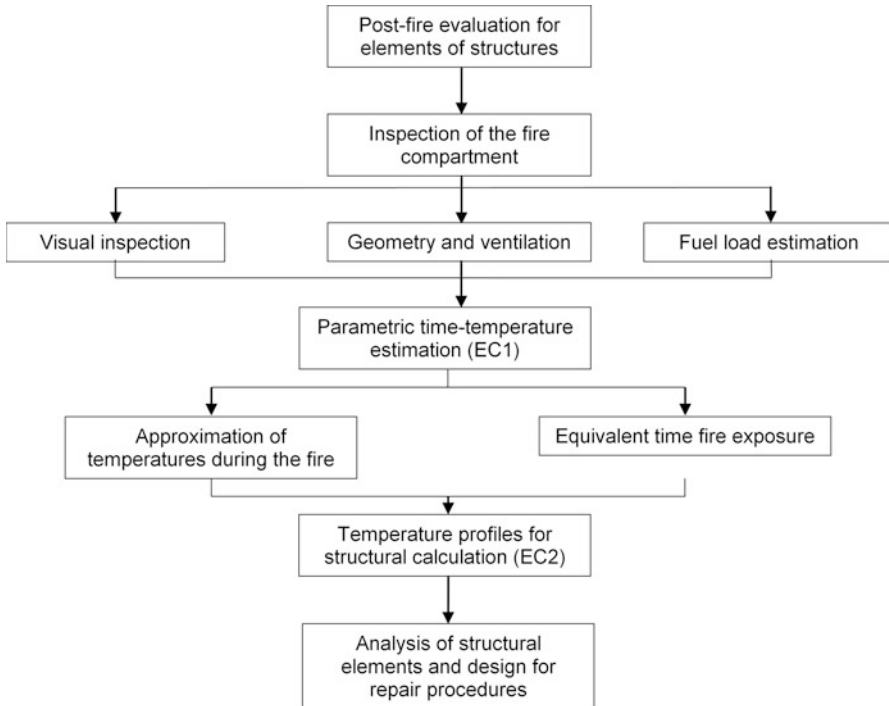 Post-fire evaluation for
elements of structures
Inspection of the fire
compartment
Visual inspection
Geometry and ventilation
Fuel load estimation
Parametric time-temperature
estimation (EC1)
Approximation of
temperatures during the fire
Equivalent time fire exposure
Temperature profiles for
structural calculation (EC2)
Analysis of structural
elements and design for
repair procedures